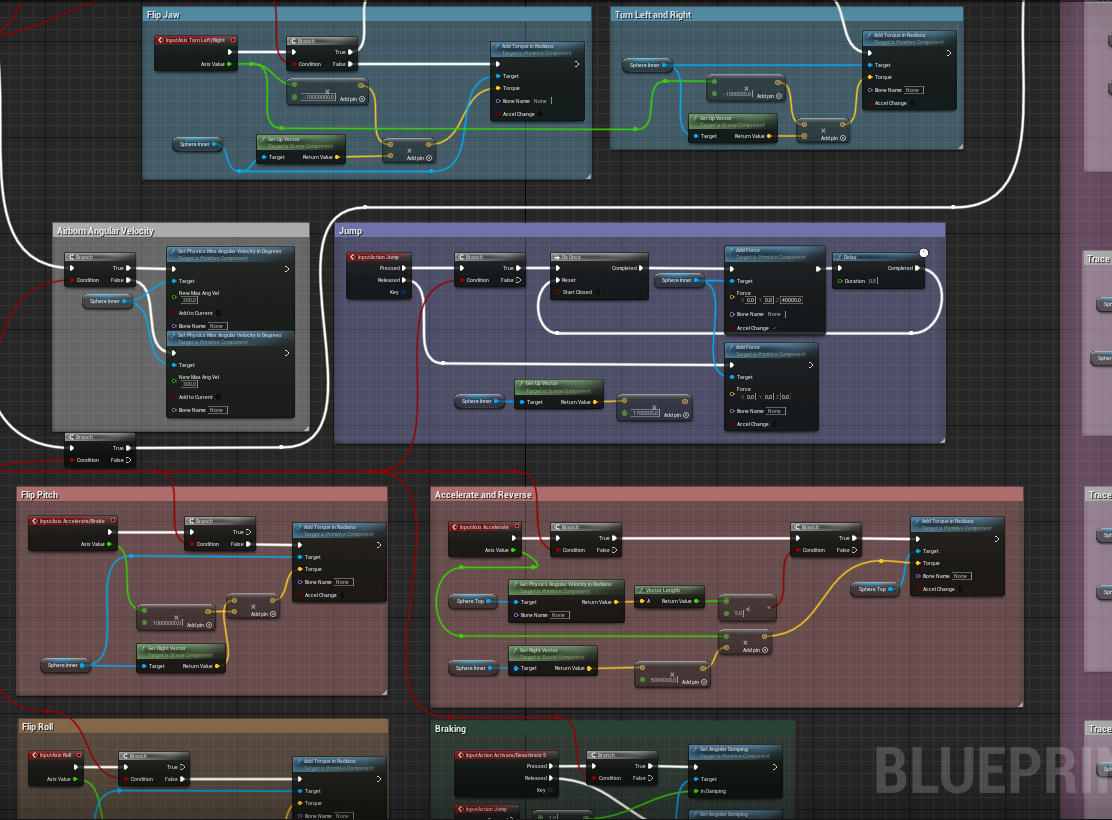 Flip Jaw
InputAxis Turn Left/Right
Axis Value
Branch
True
Condition
False
-10000000.0
Add pin
Add Torque in Radians
Target is Primitive Component
Target
Torque
Bone Name None
Accel Change
Sphere Inner
Get Up Vector
Target is Scene Component
Target
Return Value
Add pin
Turn Left and Right
Sphere Inner
-1000000.0
Add pin
Get Up Vector
Target is Scene Component
Target
Return Value
Add pin
Add Torque in Radians
Target is Primitive Component
Target
Torque
Bone Name None
Accel Change
Airborn Angular Velocity
Branch
True
Condition
False
Sphere Inner
Set Physics Max Angular Velocity in Degrees
Target is Primitive Component
Target
New Max Ang Vel
200.0
Add to Current
Bone Name None
Set Physics Max Angular Velocity in Degrees
Target is Primitive Component
Target
New Max Ang Vel
300.0
Add to Current
Bone Name None
Branch
True
Condition
False
Jump
InputAction Jump
Pressed
Released
Key
Branch
True
Condition
False
Do Once
Completed
Reset
Start Closed
Sphere Inner
Add Force
Target is Primitive Component
Target
Force
X 0.0 Y 0.0 Z 40000.0
Bone Name None
Accel Change
Delay
Completed
Duration 0.5
Add Force
Target is Primitive Component
Target
Force
X 0.0 Y 0.0 Z 0.0
Bone Name None
Accel Change
Sphere Inner
Get Up Vector
Target is Scene Component
Target
Return Value
1700000.0
Add pin
Trace
Flip Pitch
InputAxis Accelerate/Brake
Axis Value
Branch
True
Condition
False
Add Torque in Radians
Target is Primitive Component
Target
Torque
Bone Name None
Accel Change
10000000.0
Add pin
Add pin
Sphere Inner
Get Right Vector
Target is Scene Component
Target
Return Value
Accelerate and Reverse
InputAxis Accelerate
Axis Value
Branch
True
Condition
False
Branch
True
Condition
False
Add Torque in Radians
Target is Primitive Component
Target
Torque
Bone Name None
Accel Change
Sphere Top
Get Physics Angular Velocity in Radians
Target is Primitive Component
Target
Return Value
Bone Name None
Vector Length
A
Return Value
5.0
Sphere Top
Add pin
Sphere Inner
Get Right Vector
Target is Scene Component
Target
Return Value
5000000.0
Add pin
Trace
Flip Roll
InputAxis Roll
Axis Value
Branch
True
Condition
False
Add Torque in Radians
Target is Primitive Component
Target
Torque
Bone Name None
Braking
InputAction Activate/Deactivate S
Pressed
Released
Key
InputAction Jump
Branch
True
Condition
False
1.0
Set Angular Damping
Target is Primitive Component
Target
In Damping
Set Angular Damping
Trace